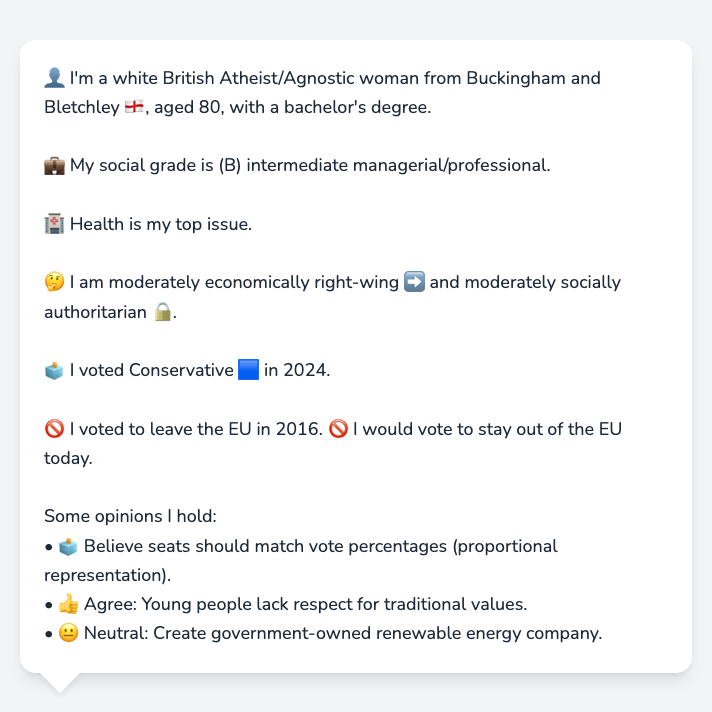 👤 I'm a white British Atheist/Agnostic woman from Buckingham and
Bletchley 🏴󠁧󠁢󠁥󠁮󠁧󠁿, aged 80, with a bachelor's degree.
💼 My social grade is (B) intermediate managerial/professional.
🏥 Health is my top issue.
🤔 I am moderately economically right-wing ➡️ and moderately socially
authoritarian 🔒.
🗳️ I voted Conservative 🟦 in 2024.
🚫 I voted to leave the EU in 2016. 🚫 I would vote to stay out of the EU
today.
Some opinions I hold:
• 🗳️ Believe seats should match vote percentages (proportional
representation).
• 👍 Agree: Young people lack respect for traditional values.
• 😐 Neutral: Create government-owned renewable energy company.